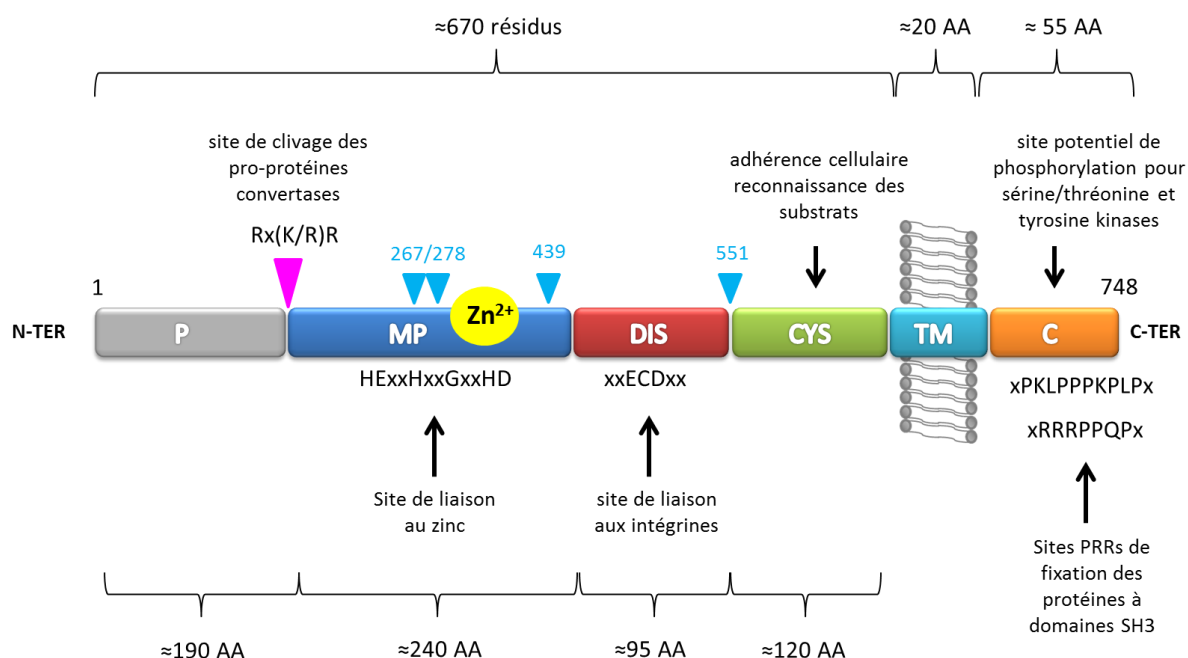 ≈670 résidus
≈20 AA
≈ 55 AA
site de clivage des
pro-protéines
convertases
Rx(K/R)R
adhérence cellulaire
reconnaissance des
substrats
site potentiel de
phosphorylation pour
sérine/thréonine et
tyrosine kinases
267/278
439
551
1
748
N-TER
P
MP
Zn²⁺
DIS
CYS
TM
C
C-TER
HExxHxxGxxHD
xxECDxx
xPKLPPPKPLPx
xRRRPPQPx
Site de liaison
au zinc
site de liaison
aux intégrines
Sites PRRs de
fixation des
protéines à
domaines SH3
≈190 AA
≈240 AA
≈95 AA
≈120 AA